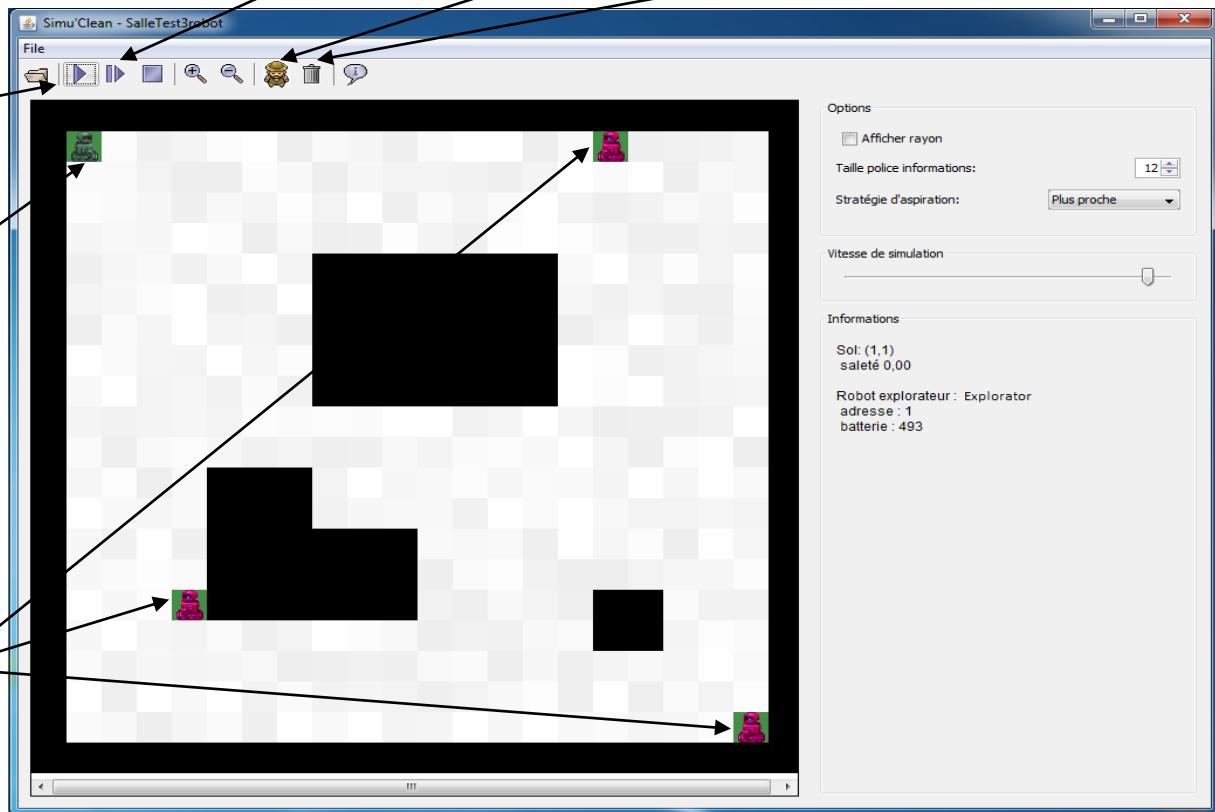 Simu'Clean - SalleTest3robot
File
Options
Afficher rayon
Taille police informations: 12
Stratégie d'aspiration: Plus proche
Vitesse de simulation
Informations
Sol: (1,1)
saleté 0,00
Robot explorateur : Explorator
adresse : 1
batterie : 493